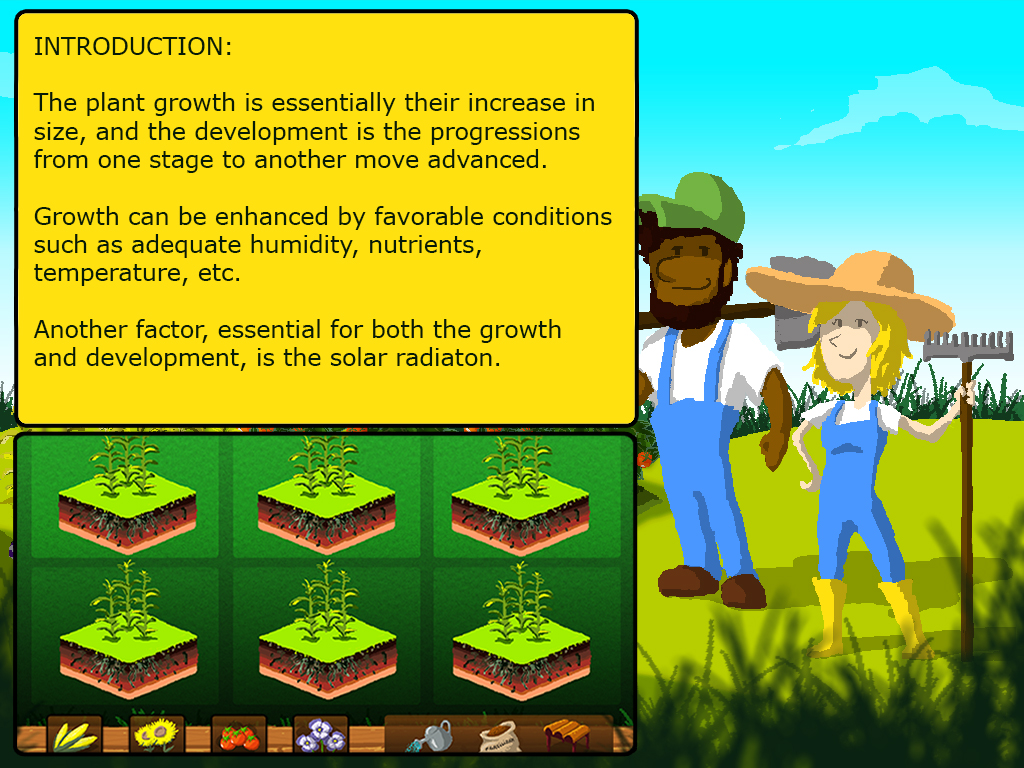 INTRODUCTION:
The plant growth is essentially their increase in
size, and the development is the progressions
from one stage to another move advanced.
Growth can be enhanced by favorable conditions
such as adequate humidity, nutrients,
temperature, etc.
Another factor, essential for both the growth
and development, is the solar radiaton.